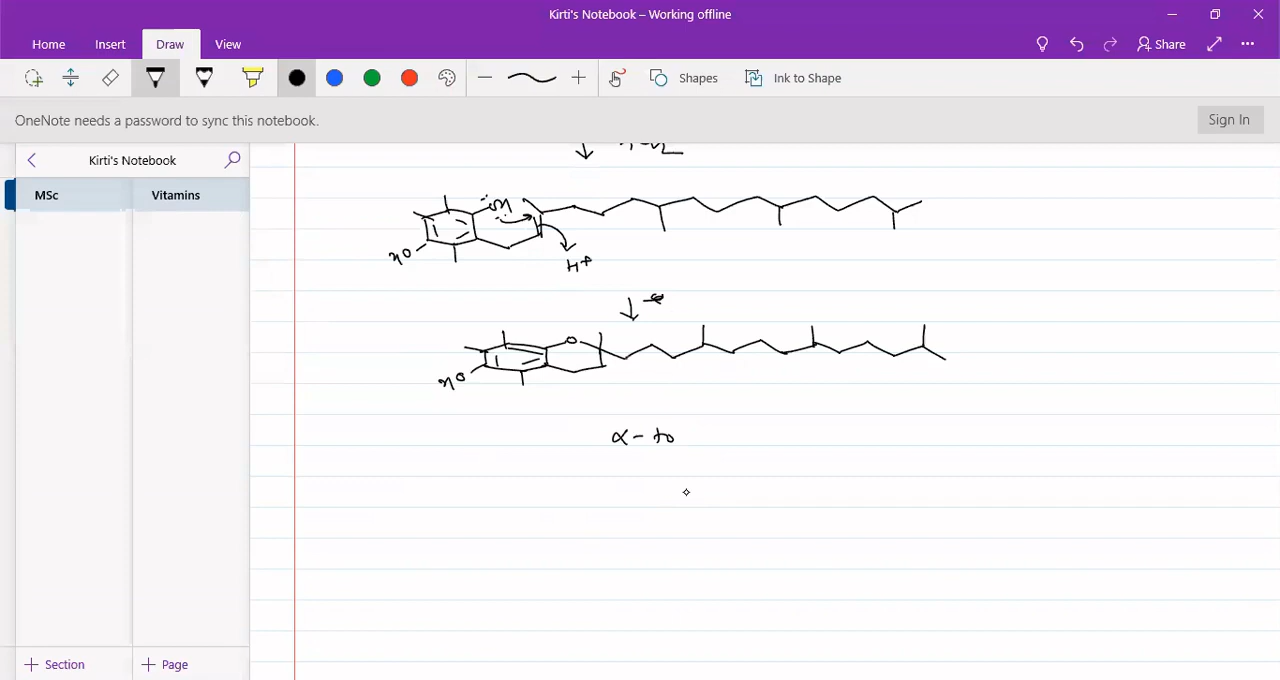 Kirti's Notebook – Working offline
Home Insert Draw View Share
Shapes Ink to Shape
OneNote needs a password to sync this notebook. Sign In
Kirti's Notebook
MSc Vitamins
HO
H+
O
HO
α- to
+ Section + Page